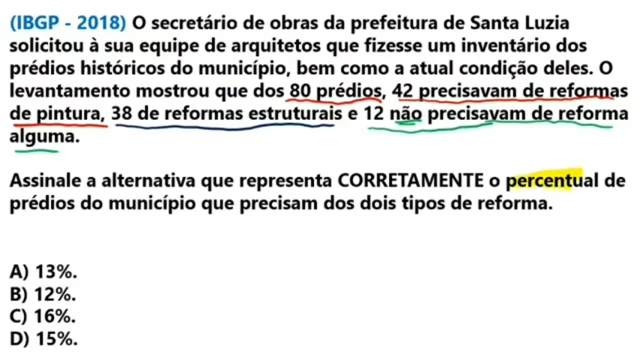 (IBGP - 2018) O secretário de obras da prefeitura de Santa Luzia
solicitou à sua equipe de arquitetos que fizesse um inventário dos
prédios históricos do município, bem como a atual condição deles. O
levantamento mostrou que dos 80 prédios, 42 precisavam de reformas
de pintura, 38 de reformas estruturais e 12 não precisavam de reforma
alguma.
Assinale a alternativa que representa CORRETAMENTE o percentual de
prédios do município que precisam dos dois tipos de reforma.
A) 13%.
B) 12%.
C) 16%.
D) 15%.